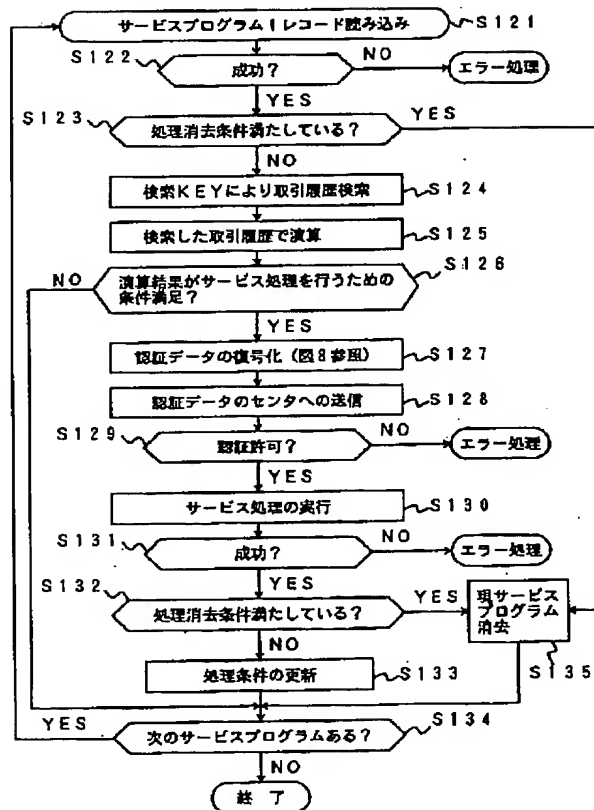 サービスプログラム1レコード読み込み
S121
S122
成功?
NO
エラー処理
YES
S123
処理消去条件満たしている?
YES
NO
検索KEYにより取引履歴検索
S124
検索した取引履歴で演算
S125
S126
NO
演算結果がサービス処理を行うための
条件満足?
YES
認証データの復号化(図8参照)
S127
認証データのセンタへの送信
S128
S129
認証許可?
NO
エラー処理
YES
サービス処理の実行
S130
S131
成功?
NO
エラー処理
YES
S132
処理消去条件満たしている?
YES
現サービス
プログラム
消去
S135
NO
処理条件の更新
S133
YES
次のサービスプログラムある?
S134
NO
終了